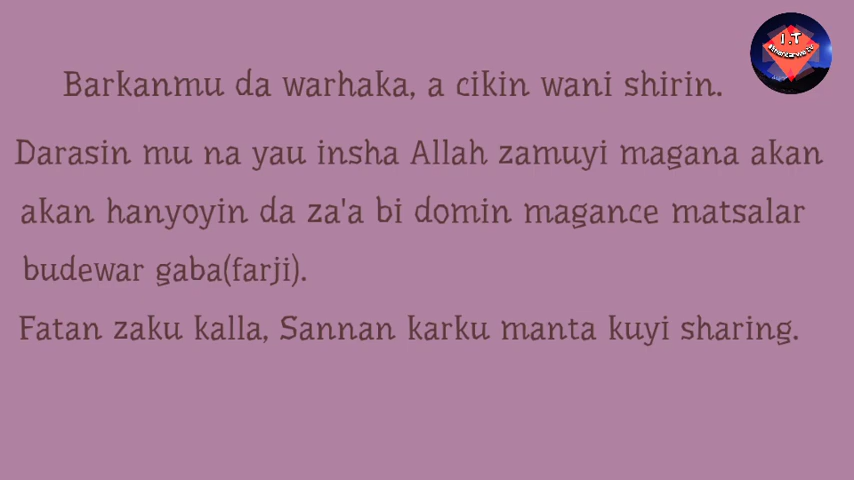 I.T
Barkanmu da warhaka, a cikin wani shirin.
Darasin mu na yau insha Allah zamuyi magana akan
akan hanyoyin da za'a bi domin magance matsalar
budewar gaba(farji).
Fatan zaku kalla, Sannan karku manta kuyi sharing.